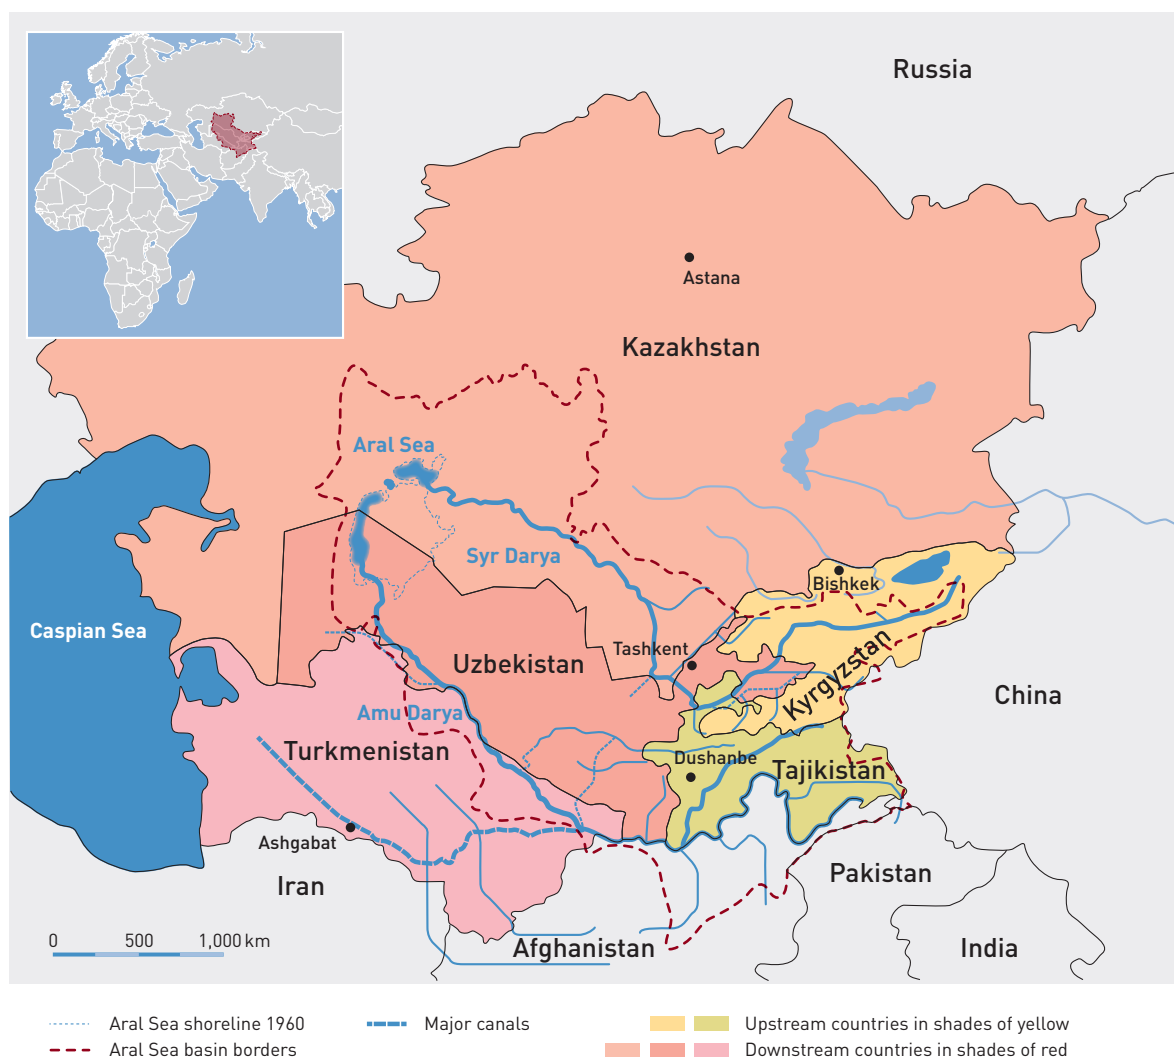 Russia
Astana
Kazakhstan
Aral Sea
Syr Darya
Bishkek
Caspian Sea
Tashkent
Uzbekistan
Kyrgyzstan
China
Amu Darya
Turkmenistan
Dushanbe
Tajikistan
Ashgabat
Iran
Pakistan
Afghanistan
India
0 500 1,000 km
Aral Sea shoreline 1960
Major canals
Upstream countries in shades of yellow
Aral Sea basin borders
Downstream countries in shades of red